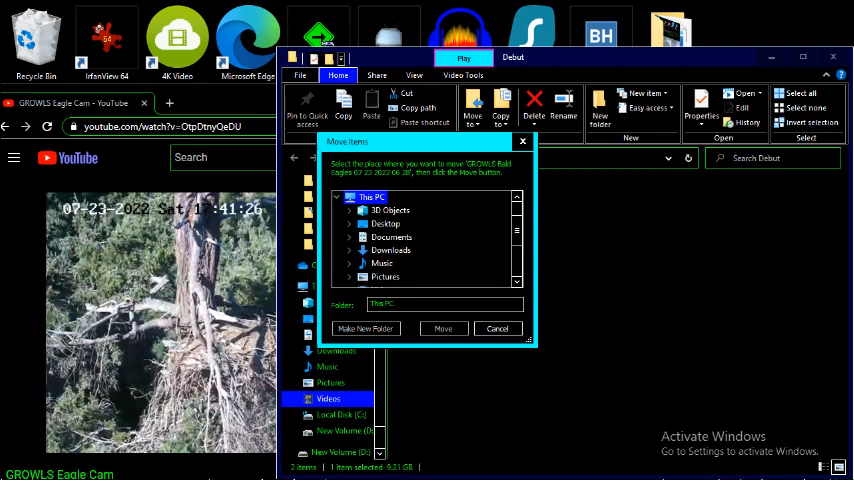 Recycle Bin
IrfanView 64
4K Video
Microsoft Edge
64
BH
Play
Debut
File
Home
Share
View
Video Tools
Pin to Quick access
Copy
Paste
Cut
Copy path
Paste shortcut
Move to
Copy to
Delete
Rename
New folder
New item
Easy access
New
Properties
Open
Edit
History
Open
Select all
Select none
Invert selection
Select
GROWLS Eagle Cam - YouTube
youtube.com/watch?v=OtpDtnyQeDU
YouTube
Search
Search Debut
07-23-2022 Sat 17:41:26
Move Items
Select the place where you want to move 'GROWLS Bald
Eagles 07 23 2022 06 28', then click the Move button.
This PC
3D Objects
Desktop
Documents
Downloads
Music
Pictures
Folder:
This PC
Make New Folder
Move
Cancel
Downloads
Music
Pictures
Videos
Local Disk (C:)
New Volume (D:
New Volume (D:
2 items
1 item selected 9.21 GB
Activate Windows
Go to Settings to activate Windows.
GROWLS Eagle Cam